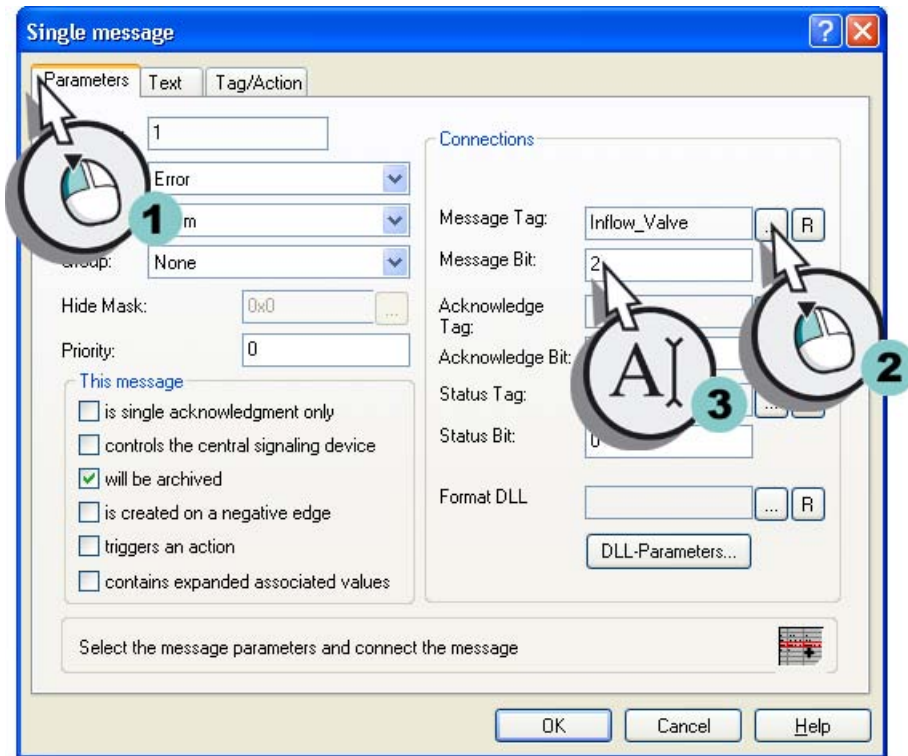 Single message
Parameters Text Tag/Action
1
Error
m
Group: None
Hide Mask: 0x0 ...
Priority: 0
This message
is single acknowledgment only
controls the central signaling device
will be archived
is created on a negative edge
triggers an action
contains expanded associated values
Connections
Message Tag: Inflow_Valve ... R
Message Bit: 2
Acknowledge
Tag:
Acknowledge Bit:
Status Tag: ...
Status Bit: 0
Format DLL ... R
DLL-Parameters...
1
2
A
3
Select the message parameters and connect the message
OK Cancel Help